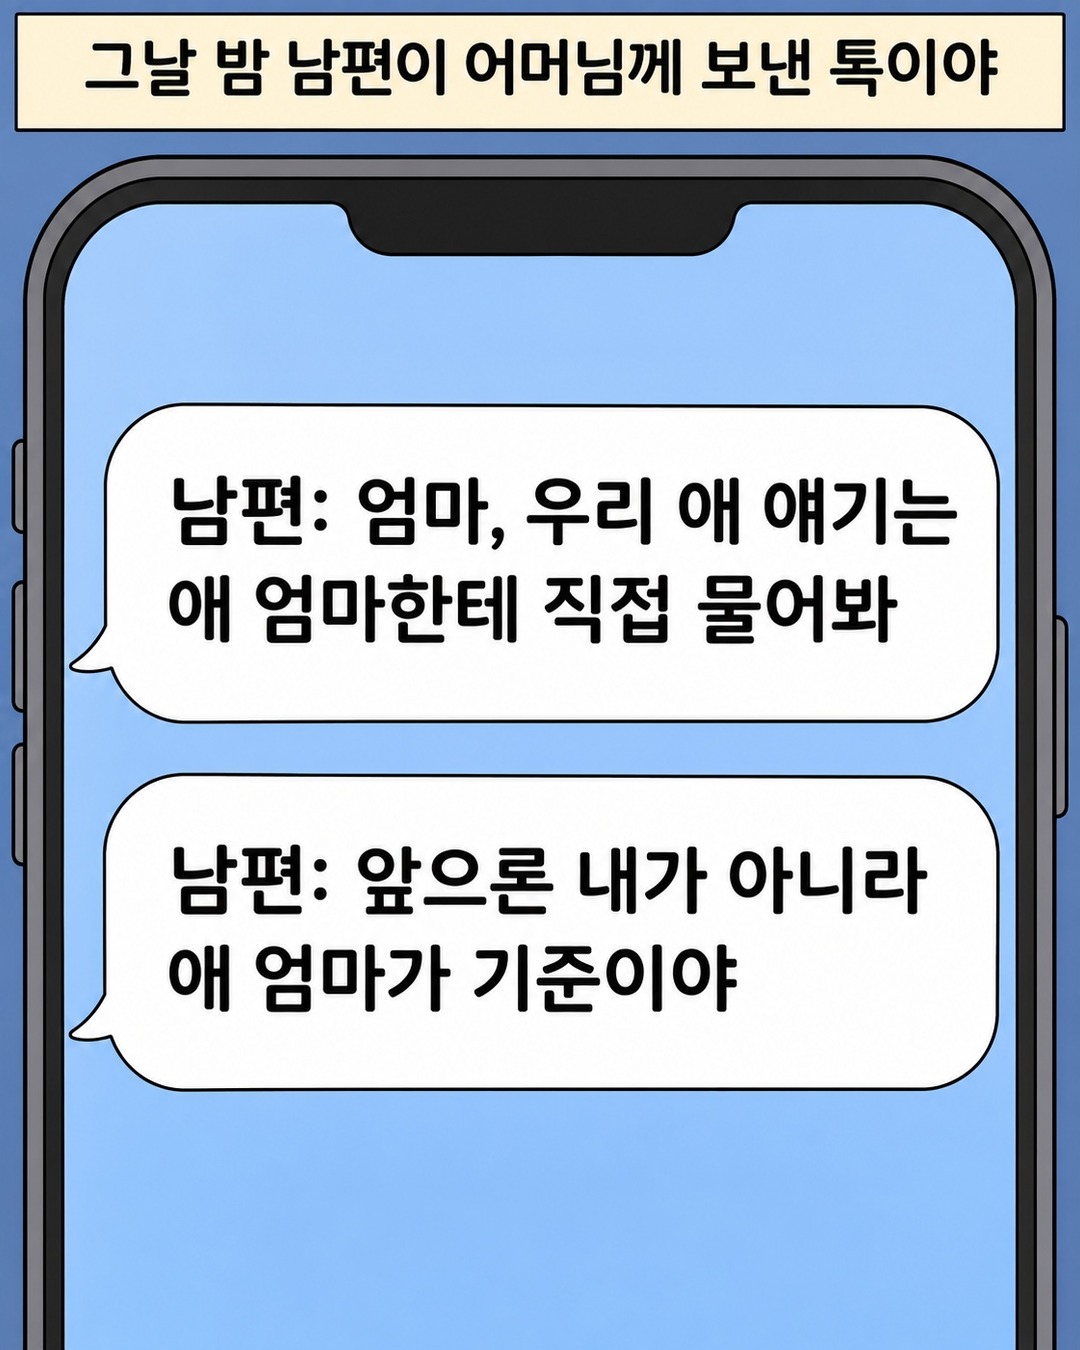 그날 밤 남편이 어머님께 보낸 톡이야
남편: 엄마, 우리 애 얘기는
애 엄마한테 직접 물어봐
남편: 앞으론 내가 아니라
애 엄마가 기준이야